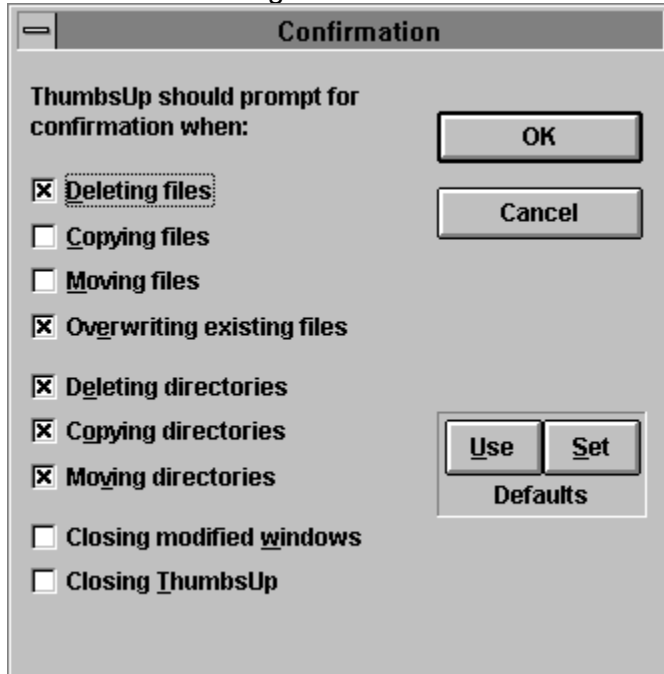 Confirmation
ThumbsUp should prompt for
confirmation when:
OK
Deleting files
Cancel
Copying files
Moving files
Overwriting existing files
Deleting directories
Copying directories
Use Set
Moving directories
Defaults
Closing modified windows
Closing ThumbsUp